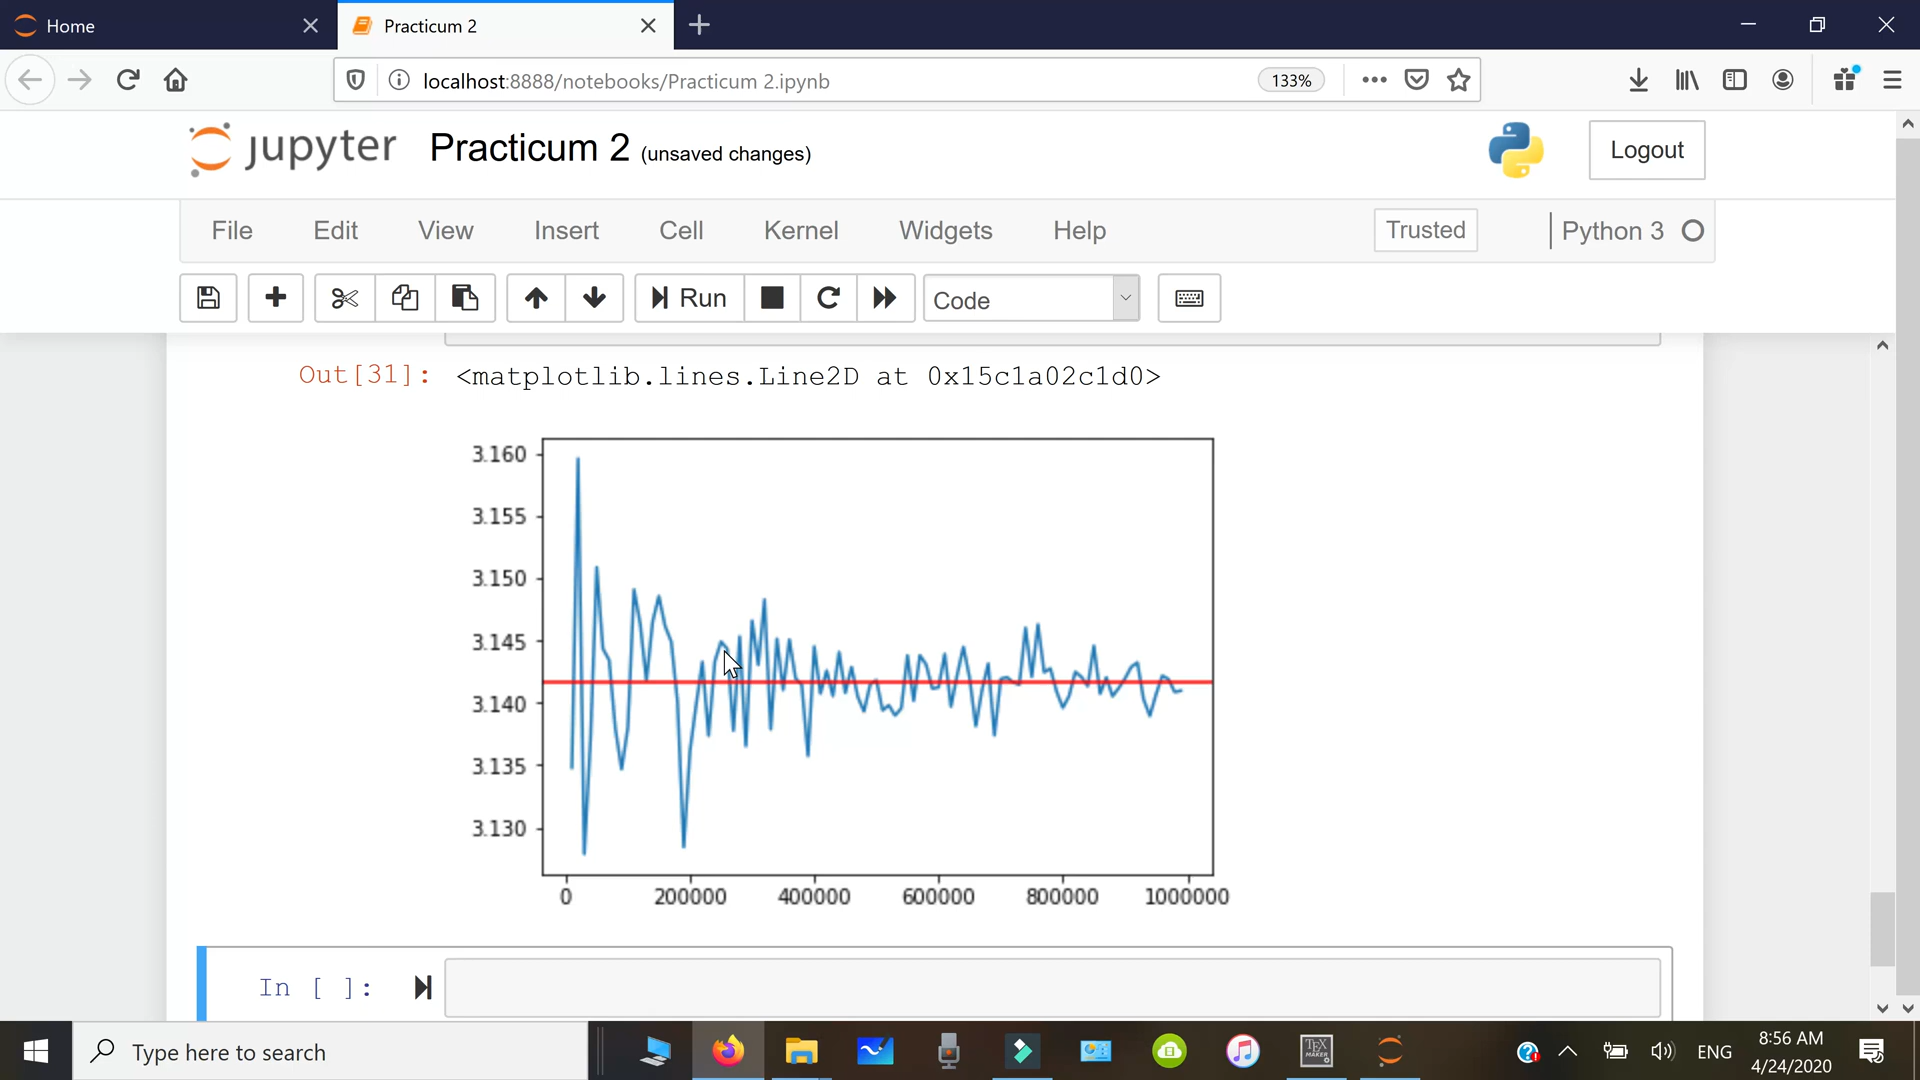 Home
Practicum 2
localhost:8888/notebooks/Practicum 2.ipynb
133%
jupyter
Practicum 2 (unsaved changes)
Logout
File Edit View Insert Cell Kernel Widgets Help
Trusted
Python 3
Run
Code
Out[31]: <matplotlib.lines.Line2D at 0x15c1a02c1d0>
3.160
3.155
3.150
3.145
3.140
3.135
3.130
0 200000 400000 600000 800000 1000000
In [ ]:
Type here to search
TEX
MAKER
ENG
8:56 AM
4/24/2020